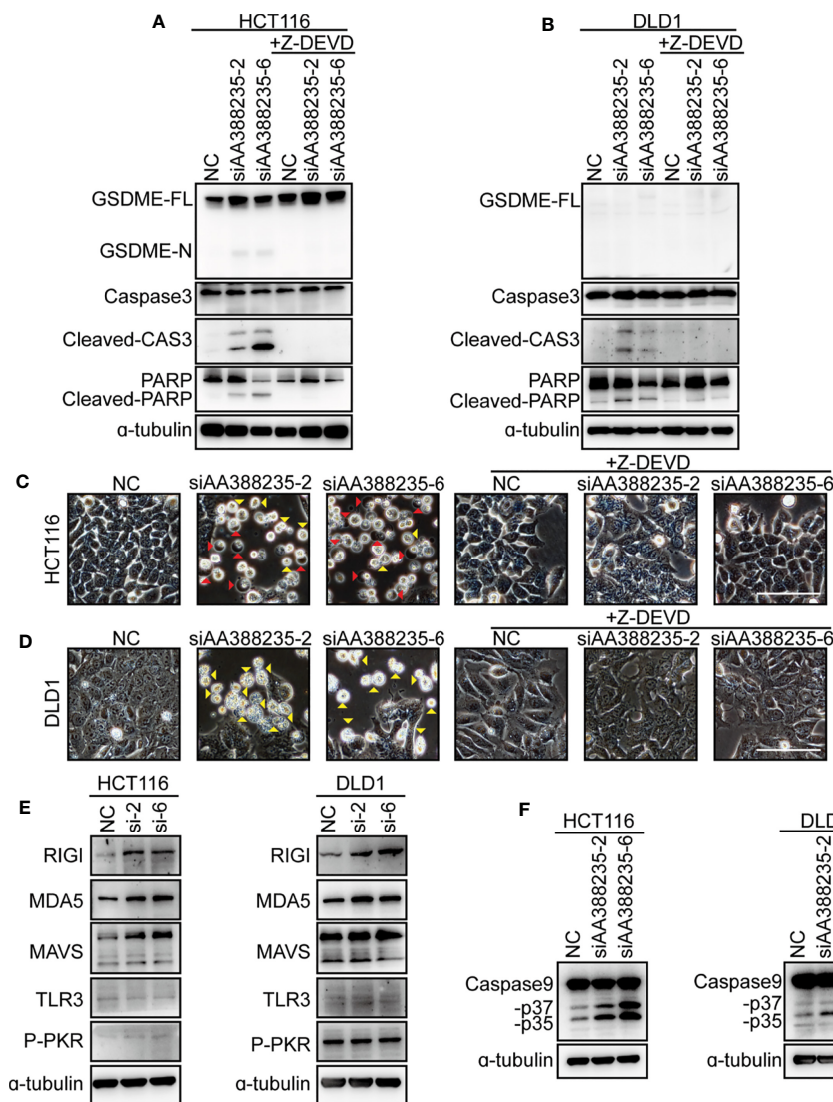 A
HCT116
+Z-DEVD
NC
siAA388235-2
siAA388235-6
NC
siAA388235-2
siAA388235-6
GSDME-FL
GSDME-N
Caspase3
Cleaved-CAS3
PARP
Cleaved-PARP
α-tubulin
B
DLD1
+Z-DEVD
NC
siAA388235-2
siAA388235-6
NC
siAA388235-2
siAA388235-6
GSDME-FL
Caspase3
Cleaved-CAS3
PARP
Cleaved-PARP
α-tubulin
C
+Z-DEVD
NC siAA388235-2 siAA388235-6 NC siAA388235-2 siAA388235-6
HCT116
D
+Z-DEVD
NC siAA388235-2 siAA388235-6 NC siAA388235-2 siAA388235-6
DLD1
E
HCT116
NC
si-2
si-6
RIGI
MDA5
MAVS
TLR3
P-PKR
α-tubulin
DLD1
NC
si-2
si-6
RIGI
MDA5
MAVS
TLR3
P-PKR
α-tubulin
F
HCT116
NC
siAA388235-2
siAA388235-6
Caspase9
-p37
-p35
α-tubulin
DLD
NC
siAA388235-2
Caspase9
-p37
-p35
α-tubulin